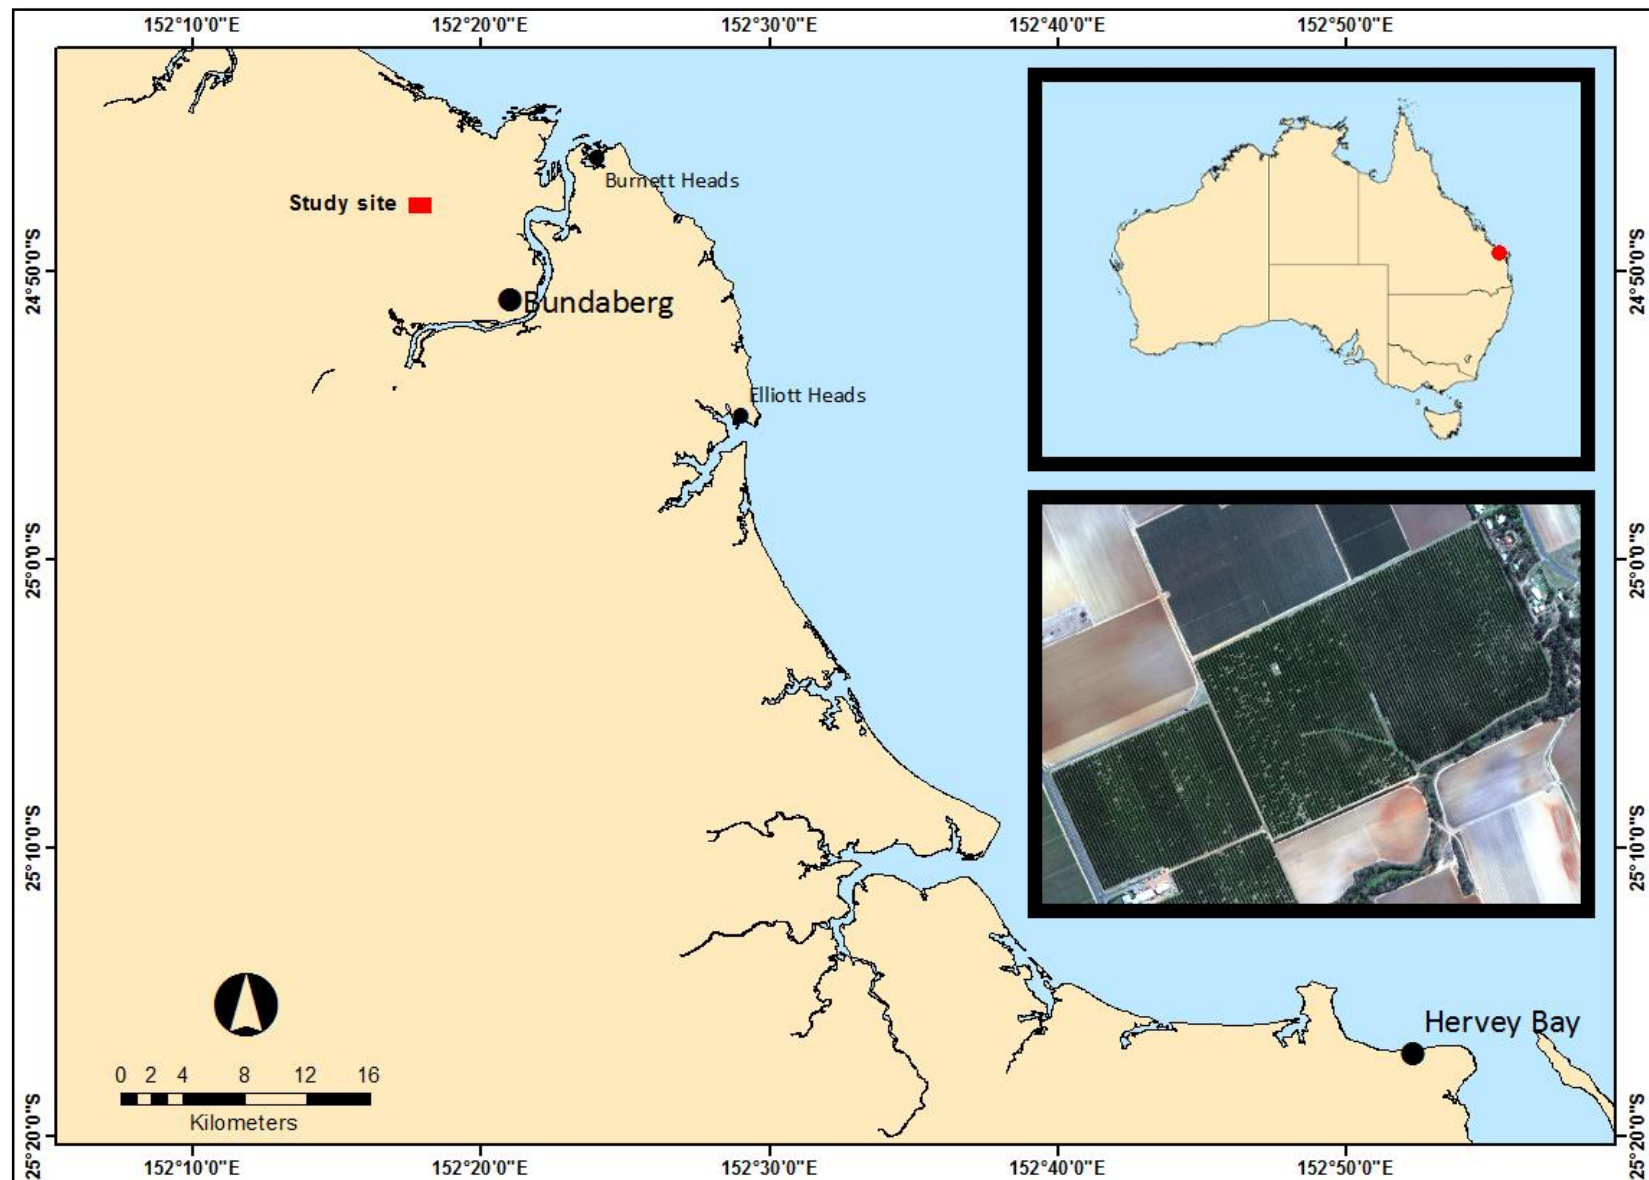 152°10'0"E 152°20'0"E 152°30'0"E 152°40'0"E 152°50'0"E
Burnett Heads
Study site
24°50'0"S
24°50'0"S
Bundaberg
Elliott Heads
25°0'0"S
25°0'0"S
25°10'0"S
25°10'0"S
Hervey Bay
0 2 4 8 12 16
Kilometers
25°20'0"S
25°20'0"S
152°10'0"E 152°20'0"E 152°30'0"E 152°40'0"E 152°50'0"E